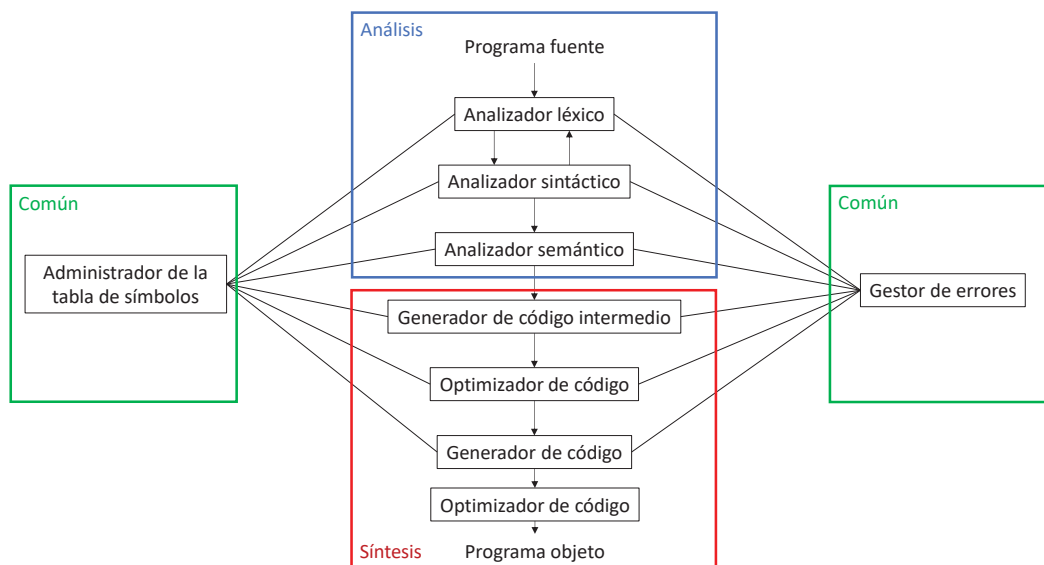 Análisis
Programa fuente
Analizador léxico
Analizador sintáctico
Común
Común
Analizador semántico
Administrador de la
tabla de símbolos
Gestor de errores
Generador de código intermedio
Optimizador de código
Generador de código
Optimizador de código
Síntesis
Programa objeto